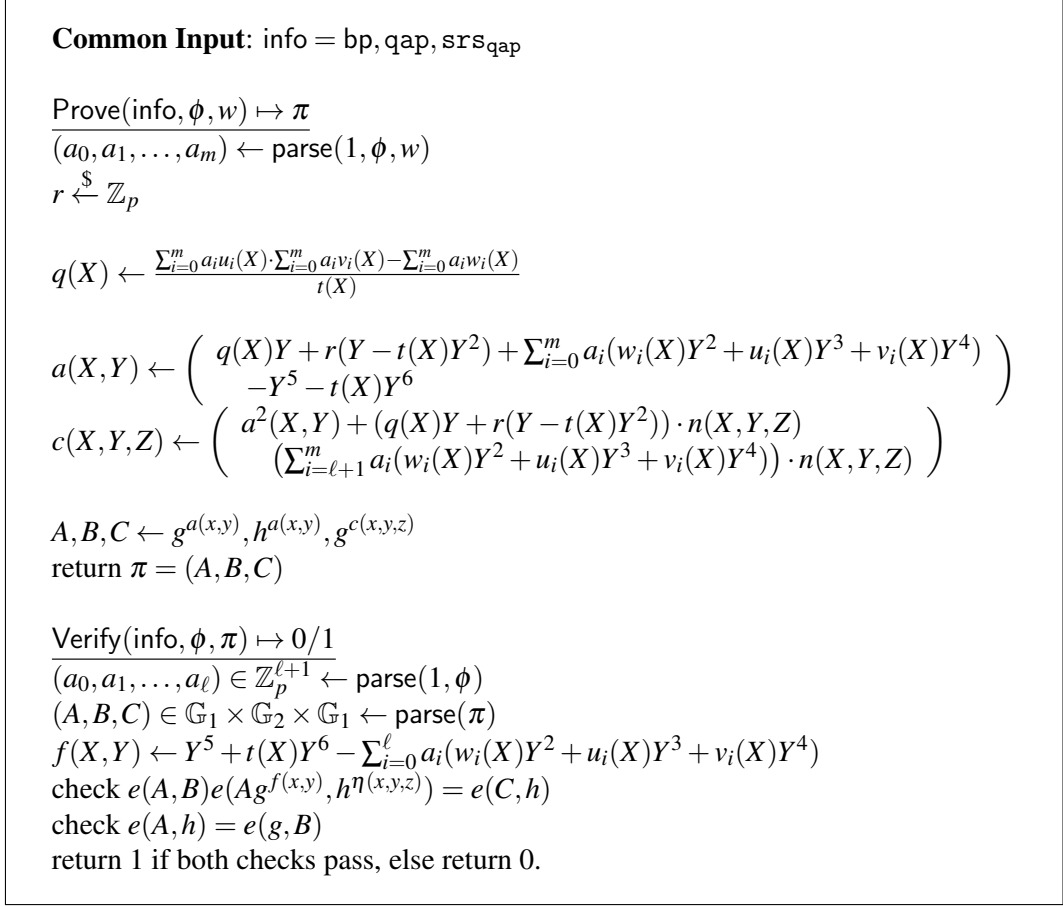 Common Input: info = bp, qap, srs_qap
Prove(info, ϕ, w) ↦ π
(a_0, a_1, …, a_m) ← parse(1, ϕ, w)
r ←$ ℤ_p
q(X) ← (∑_{i=0}^m a_i u_i(X) · ∑_{i=0}^m a_i v_i(X) − ∑_{i=0}^m a_i w_i(X)) / t(X)
a(X,Y) ← ( q(X)Y + r(Y − t(X)Y^2) + ∑_{i=0}^m a_i(w_i(X)Y^2 + u_i(X)Y^3 + v_i(X)Y^4)
−Y^5 − t(X)Y^6 )
c(X,Y,Z) ← ( a^2(X,Y) + (q(X)Y + r(Y − t(X)Y^2)) · n(X,Y,Z)
(∑_{i=ℓ+1}^m a_i(w_i(X)Y^2 + u_i(X)Y^3 + v_i(X)Y^4)) · n(X,Y,Z) )
A, B, C ← g^{a(x,y)}, h^{a(x,y)}, g^{c(x,y,z)}
return π = (A, B, C)
Verify(info, ϕ, π) ↦ 0/1
(a_0, a_1, …, a_ℓ) ∈ ℤ_p^{ℓ+1} ← parse(1, ϕ)
(A, B, C) ∈ 𝔾_1 × 𝔾_2 × 𝔾_1 ← parse(π)
f(X,Y) ← Y^5 + t(X)Y^6 − ∑_{i=0}^ℓ a_i(w_i(X)Y^2 + u_i(X)Y^3 + v_i(X)Y^4)
check e(A,B)e(Ag^{f(x,y)}, h^{η(x,y,z)}) = e(C,h)
check e(A,h) = e(g,B)
return 1 if both checks pass, else return 0.